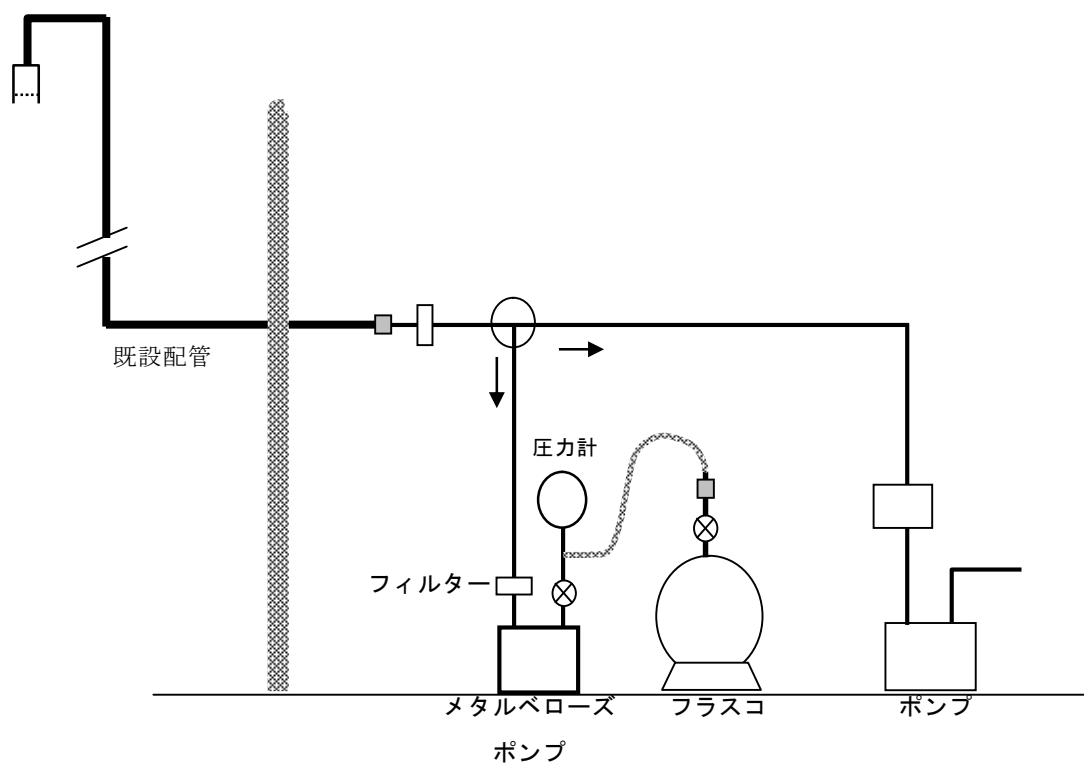 既設配管
圧力計
フィルター
メタルベローズ
ポンプ
フラスコ
ポンプ